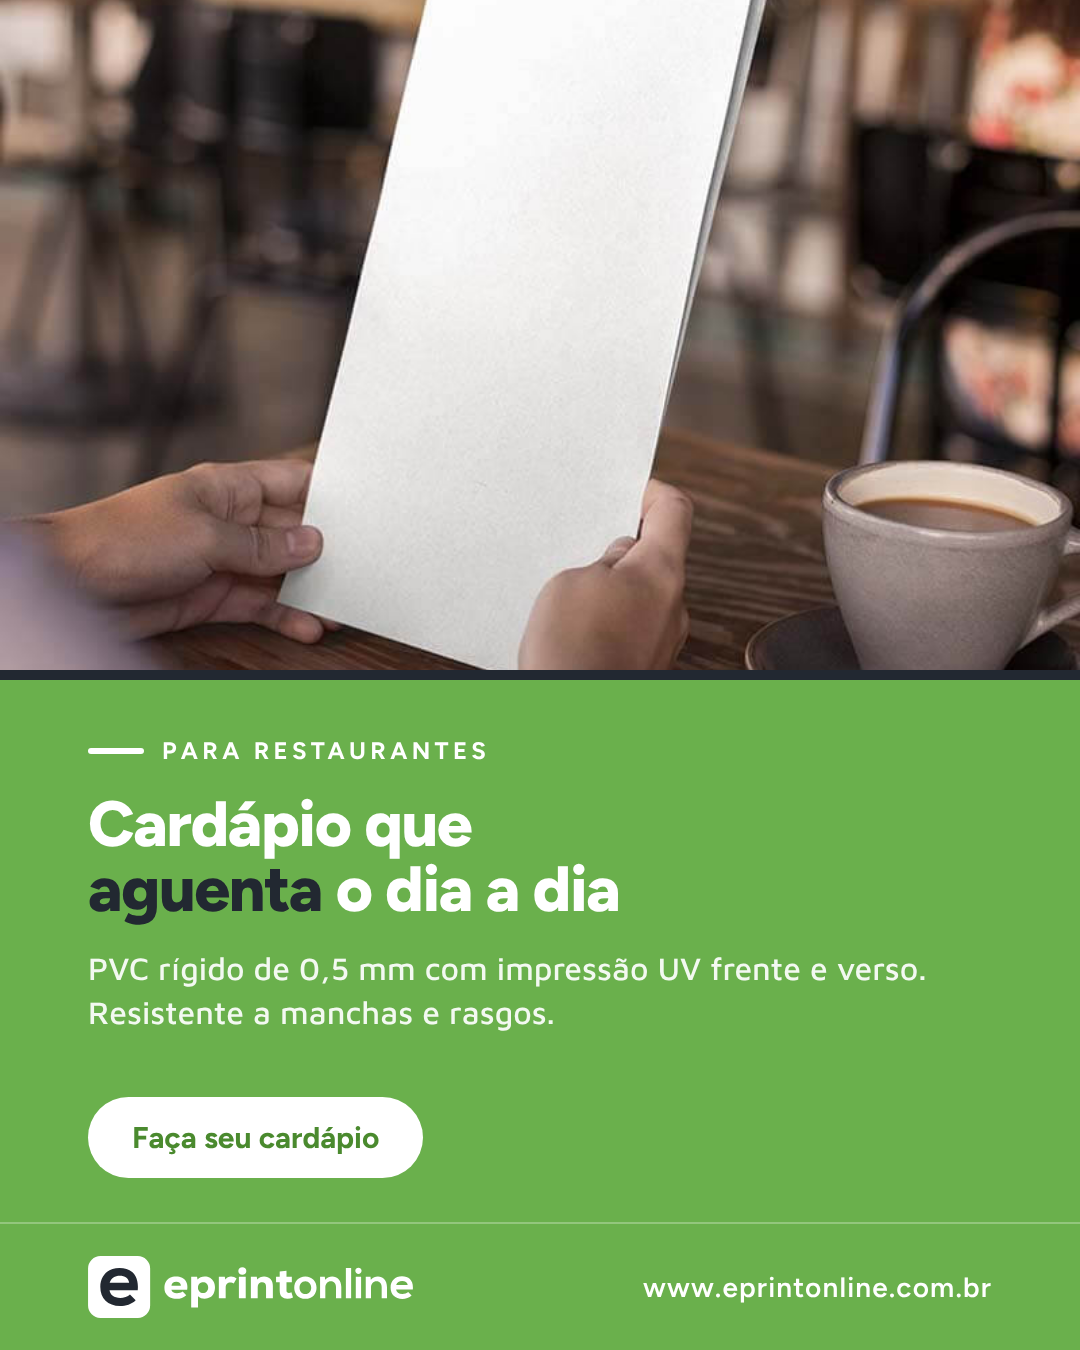 PARA RESTAURANTES
Cardápio que
aguenta o dia a dia
PVC rígido de 0,5 mm com impressão UV frente e verso.
Resistente a manchas e rasgos.
Faça seu cardápio
e eprintonline
www.eprintonline.com.br